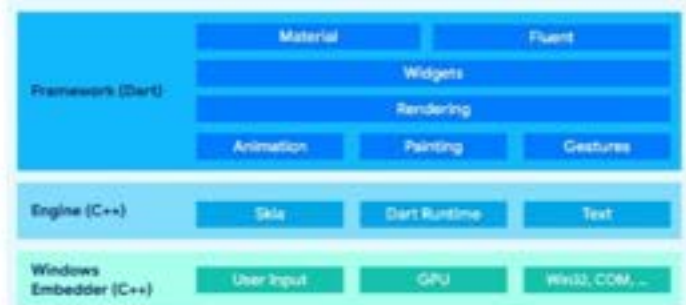 Material Fluent
Widgets
Framework (Dart)
Rendering
Animation Painting Gestures
Engine (C++) Skia Dart Runtime Text
Windows
Embedder (C++) User Input GPU Win32, COM, ...